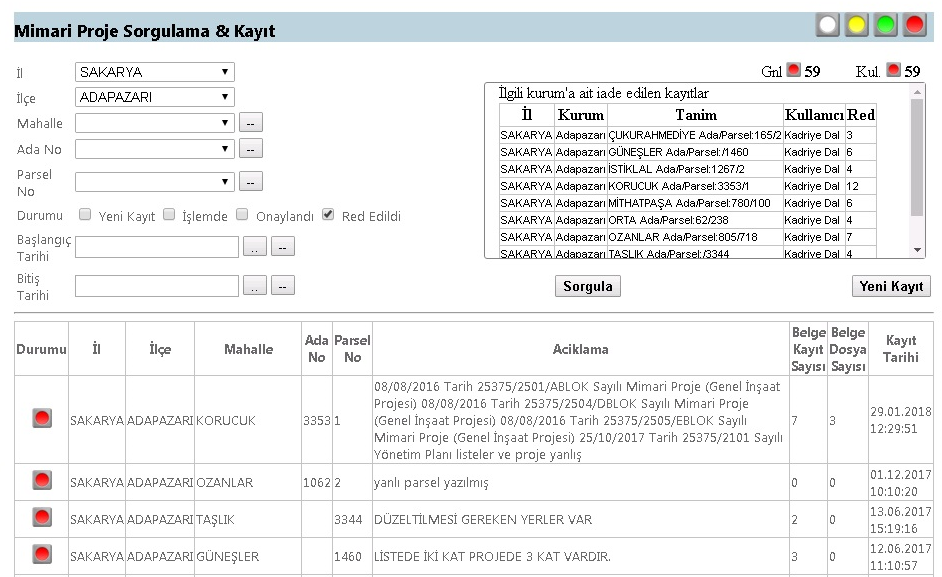 Mimari Proje Sorgulama & Kayıt
İl SAKARYA
İlçe ADAPAZARI
Mahalle --
Ada No --
Parsel
No --
Durumu Yeni Kayıt İşlemde Onaylandı Red Edildi
Başlangıç
Tarihi .. --
Bitiş
Tarihi .. --
Gnl 59 Kul. 59
İlgili kurum'a ait iade edilen kayıtlar
İl Kurum Tanim Kullanıcı Red
SAKARYA Adapazarı ÇUKURAHMEDİYE Ada/Parsel:165/2 Kadriye Dal 3
SAKARYA Adapazarı GÜNEŞLER Ada/Parsel:/1460 Kadriye Dal 6
SAKARYA Adapazarı İSTİKLAL Ada/Parsel:1267/2 Kadriye Dal 4
SAKARYA Adapazarı KORUCUK Ada/Parsel:3353/1 Kadriye Dal 12
SAKARYA Adapazarı MİTHATPAŞA Ada/Parsel:780/100 Kadriye Dal 6
SAKARYA Adapazarı ORTA Ada/Parsel:62/238 Kadriye Dal 4
SAKARYA Adapazarı OZANLAR Ada/Parsel:805/718 Kadriye Dal 7
SAKARYA Adapazarı TAŞLIK Ada/Parsel:/3344 Kadriye Dal 4
Sorgula Yeni Kayıt
Durumu İl İlçe Mahalle Ada No Parsel No Aciklama Belge Kayıt Sayısı Belge Dosya Sayısı Kayıt Tarihi
08/08/2016 Tarih 25375/2501/ABLOK Sayılı Mimari Proje (Genel İnşaat
Projesi) 08/08/2016 Tarih 25375/2504/DBLOK Sayılı Mimari Proje
SAKARYA ADAPAZARI KORUCUK 3353 1 (Genel İnşaat Projesi) 08/08/2016 Tarih 25375/2505/EBLOK Sayılı 7 3 29.01.2018
Mimari Proje (Genel İnşaat Projesi) 25/10/2017 Tarih 25375/2101 Sayılı 12:29:51
Yönetim Planı listeler ve proje yanlış
SAKARYA ADAPAZARI OZANLAR 1062 2 yanlı parsel yazılmış 0 0 01.12.2017
10:10:20
SAKARYA ADAPAZARI TAŞLIK 3344 DÜZELTİLMESİ GEREKEN YERLER VAR 2 0 13.06.2017
15:19:16
SAKARYA ADAPAZARI GÜNEŞLER 1460 LİSTEDE İKİ KAT PROJEDE 3 KAT VARDIR. 3 0 12.06.2017
11:10:57